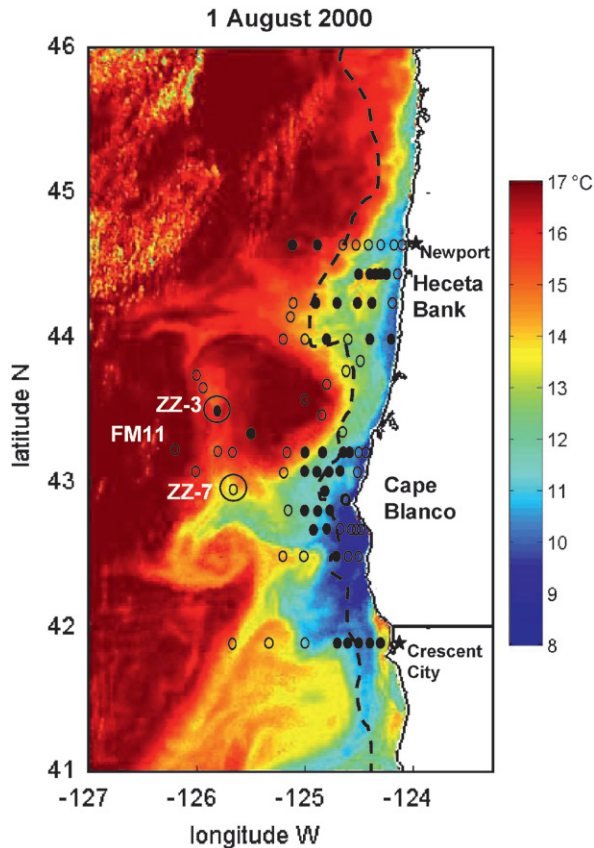 1 August 2000
46
45
44
43
42
41
latitude N
-127
-126
-125
-124
longitude W
Newport
Heceta
Bank
ZZ-3
FM11
ZZ-7
Cape
Blanco
Crescent
City
17 °C
16
15
14
13
12
11
10
9
8